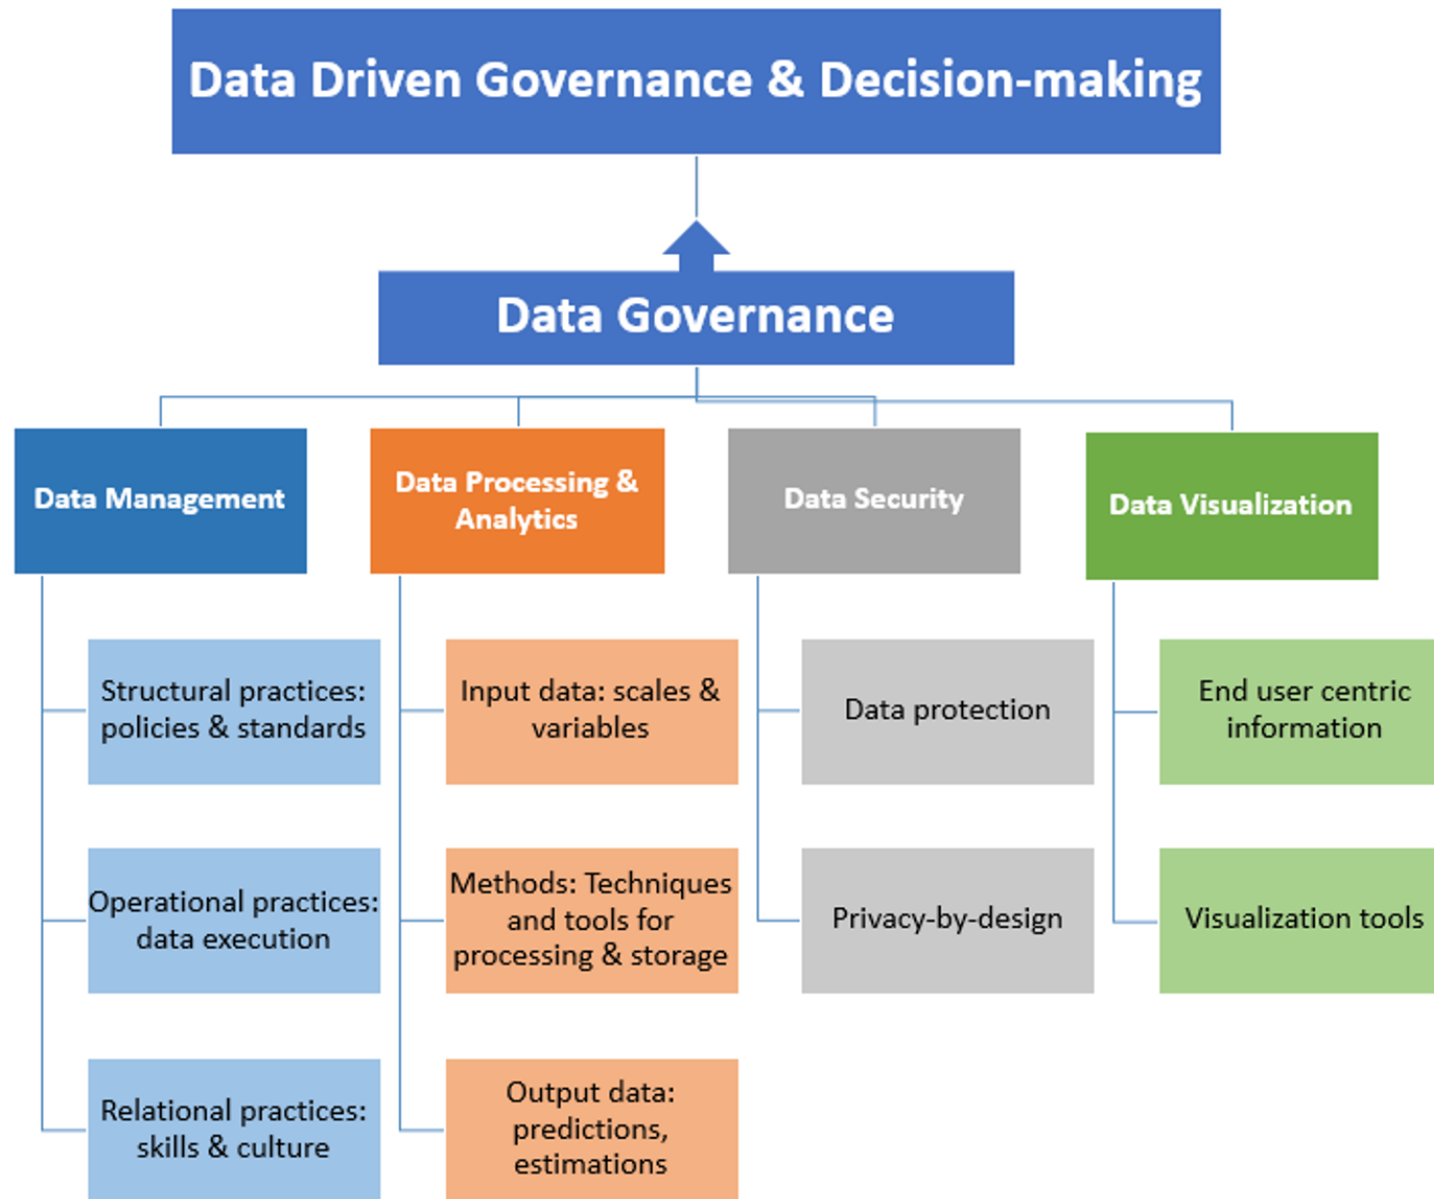 Data Driven Governance & Decision-making
Data Governance
Data Management
Data Processing &
Analytics
Data Security
Data Visualization
Structural practices:
policies & standards
Operational practices:
data execution
Relational practices:
skills & culture
Input data: scales &
variables
Methods: Techniques
and tools for
processing & storage
Output data:
predictions,
estimations
Data protection
Privacy-by-design
End user centric
information
Visualization tools